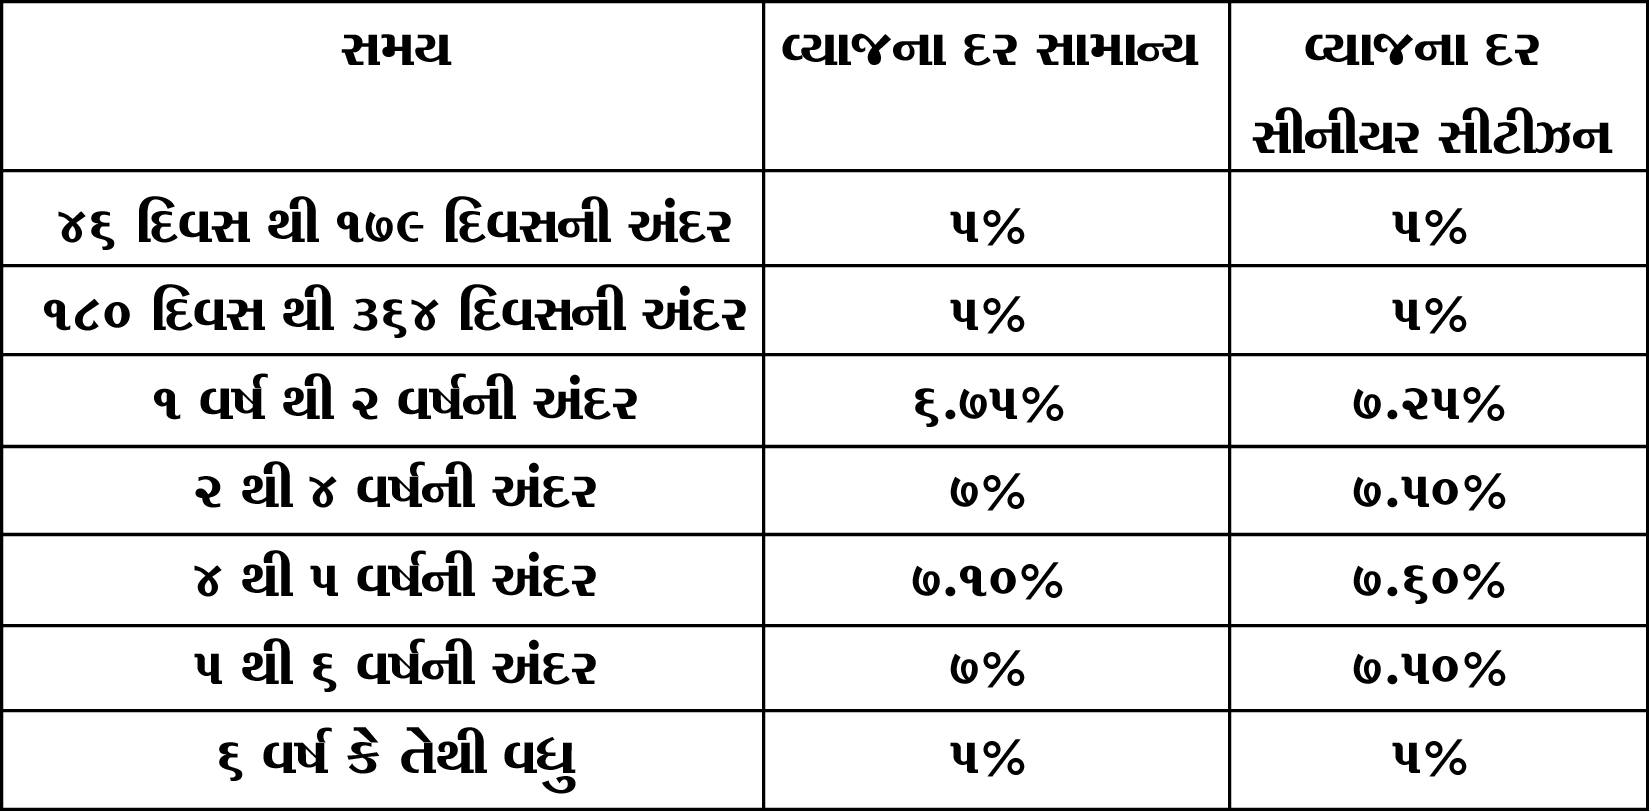 સમય વ્યાજના દર સામાન્ય વ્યાજના દર
સીનીયર સીટીઝન
૪૬ દિવસ થી ૧૭૯ દિવસની અંદર ૫% ૫%
૧૮૦ દિવસ થી ૩૬૪ દિવસની અંદર ૫% ૫%
૧ વર્ષ થી ૨ વર્ષની અંદર ૬.૭૫% ૭.૨૫%
૨ થી ૪ વર્ષની અંદર ૭% ૭.૫૦%
૪ થી ૫ વર્ષની અંદર ૭.૧૦% ૭.૬૦%
૫ થી ૬ વર્ષની અંદર ૭% ૭.૫૦%
૬ વર્ષ કે તેથી વધુ ૫% ૫%